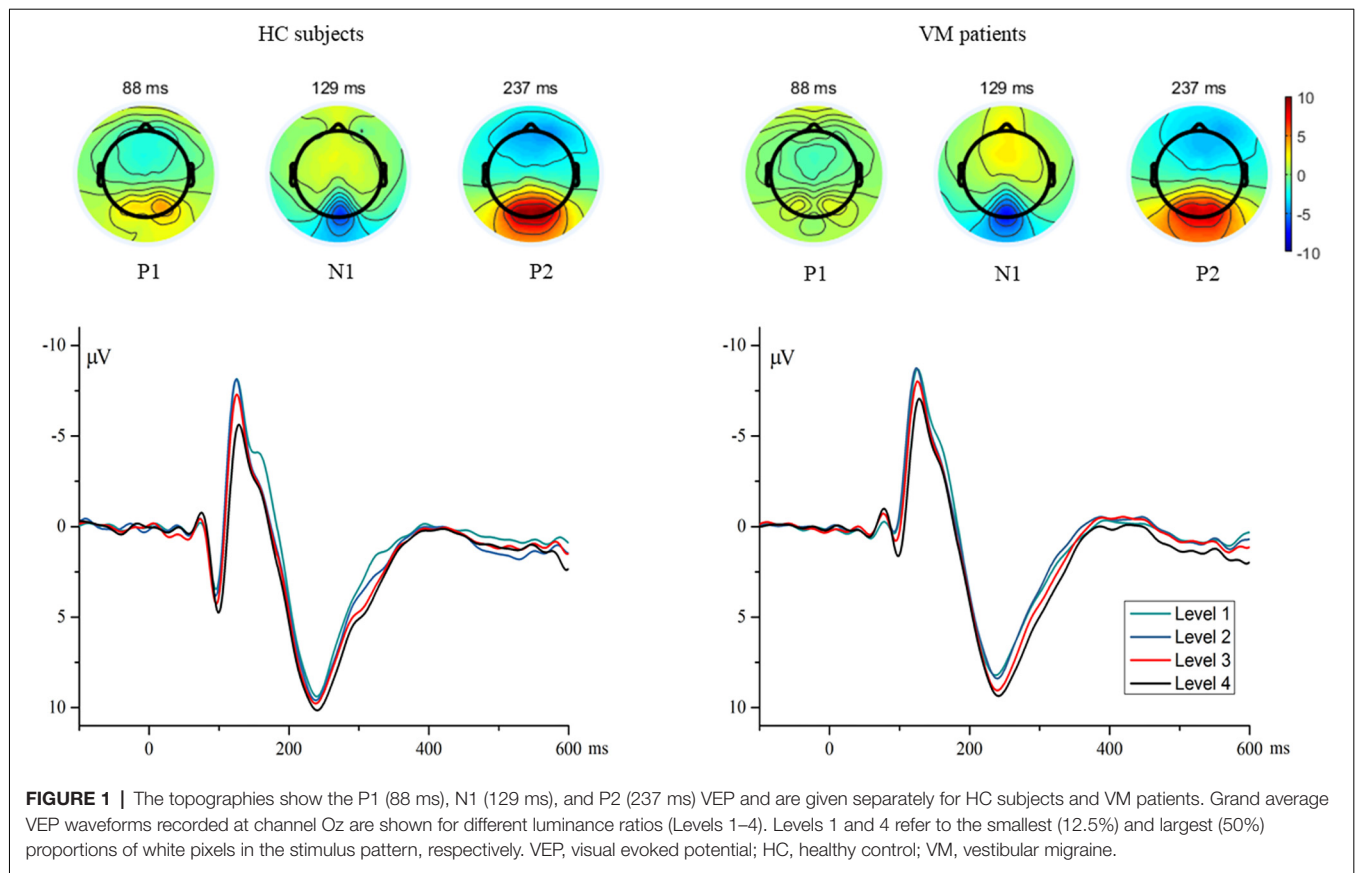 HC subjects
VM patients
88 ms
129 ms
237 ms
88 ms
129 ms
237 ms
10
5
0
-5
-10
P1
N1
P2
P1
N1
P2
-10
-5
0
5
10
µV
0
200
400
600
ms
-10
-5
0
5
10
µV
Level 1
Level 2
Level 3
Level 4
0
200
400
600
ms
FIGURE 1 | The topographies show the P1 (88 ms), N1 (129 ms), and P2 (237 ms) VEP and are given separately for HC subjects and VM patients. Grand average
VEP waveforms recorded at channel Oz are shown for different luminance ratios (Levels 1–4). Levels 1 and 4 refer to the smallest (12.5%) and largest (50%)
proportions of white pixels in the stimulus pattern, respectively. VEP, visual evoked potential; HC, healthy control; VM, vestibular migraine.